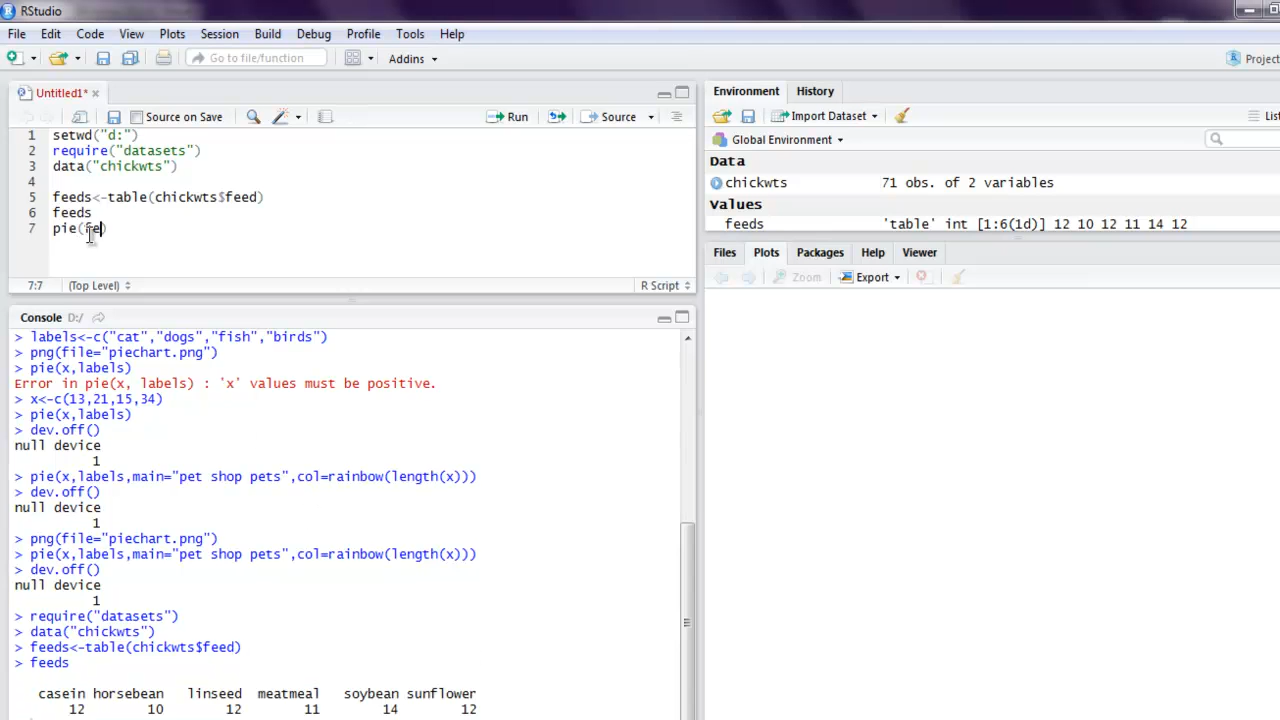 RStudio
File Edit Code View Plots Session Build Debug Profile Tools Help
Go to file/function Addins Project
Untitled1*
Source on Save Run Source
1 setwd("d:")
2 require("datasets")
3 data("chickwts")
4
5 feeds<-table(chickwts$feed)
6 feeds
7 pie(fe)
7:7 (Top Level) R Script
Console D:/
> labels<-c("cat","dogs","fish","birds")
> png(file="piechart.png")
> pie(x,labels)
Error in pie(x, labels) : 'x' values must be positive.
> x<-c(13,21,15,34)
> pie(x,labels)
> dev.off()
null device
1
> pie(x,labels,main="pet shop pets",col=rainbow(length(x)))
> dev.off()
null device
1
> png(file="piechart.png")
> pie(x,labels,main="pet shop pets",col=rainbow(length(x)))
> dev.off()
null device
1
> require("datasets")
> data("chickwts")
> feeds<-table(chickwts$feed)
> feeds
casein horsebean linseed meatmeal soybean sunflower
12 10 12 11 14 12
Environment History
Import Dataset List
Global Environment
Data
chickwts 71 obs. of 2 variables
Values
feeds 'table' int [1:6(1d)] 12 10 12 11 14 12
Files Plots Packages Help Viewer
Zoom Export